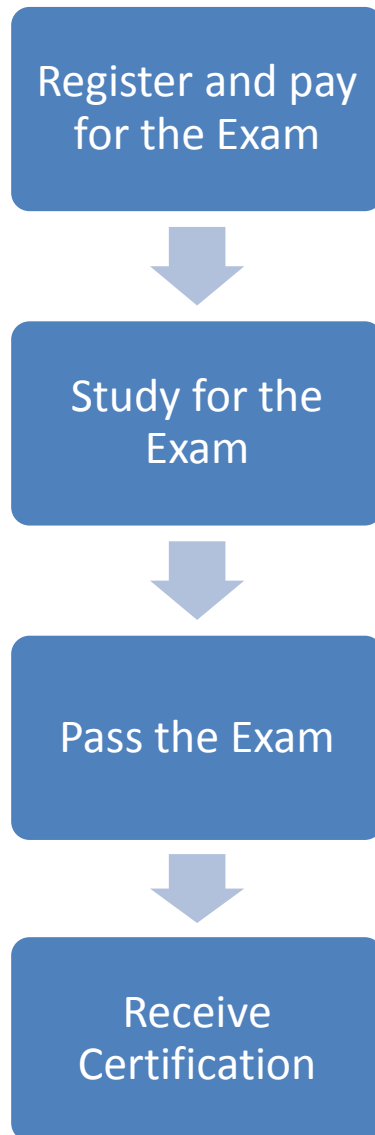 Register and pay
for the Exam
Study for the
Exam
Pass the Exam
Receive
Certification